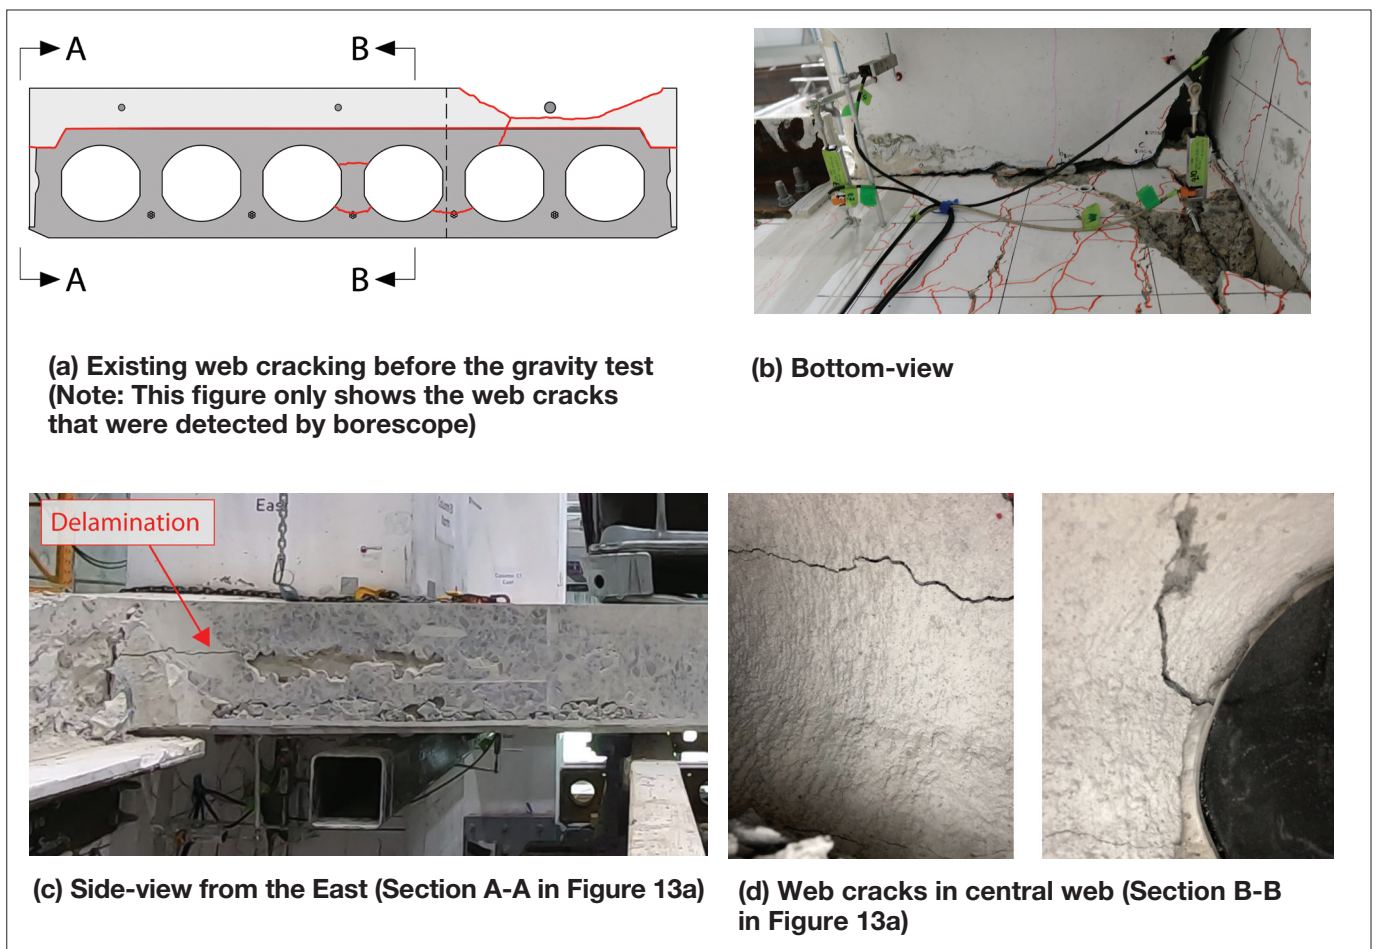 A
B
A
B
(a) Existing web cracking before the gravity test
(Note: This figure only shows the web cracks
that were detected by borescope)
(b) Bottom-view
Delamination
East
(c) Side-view from the East (Section A-A in Figure 13a)
(d) Web cracks in central web (Section B-B
in Figure 13a)